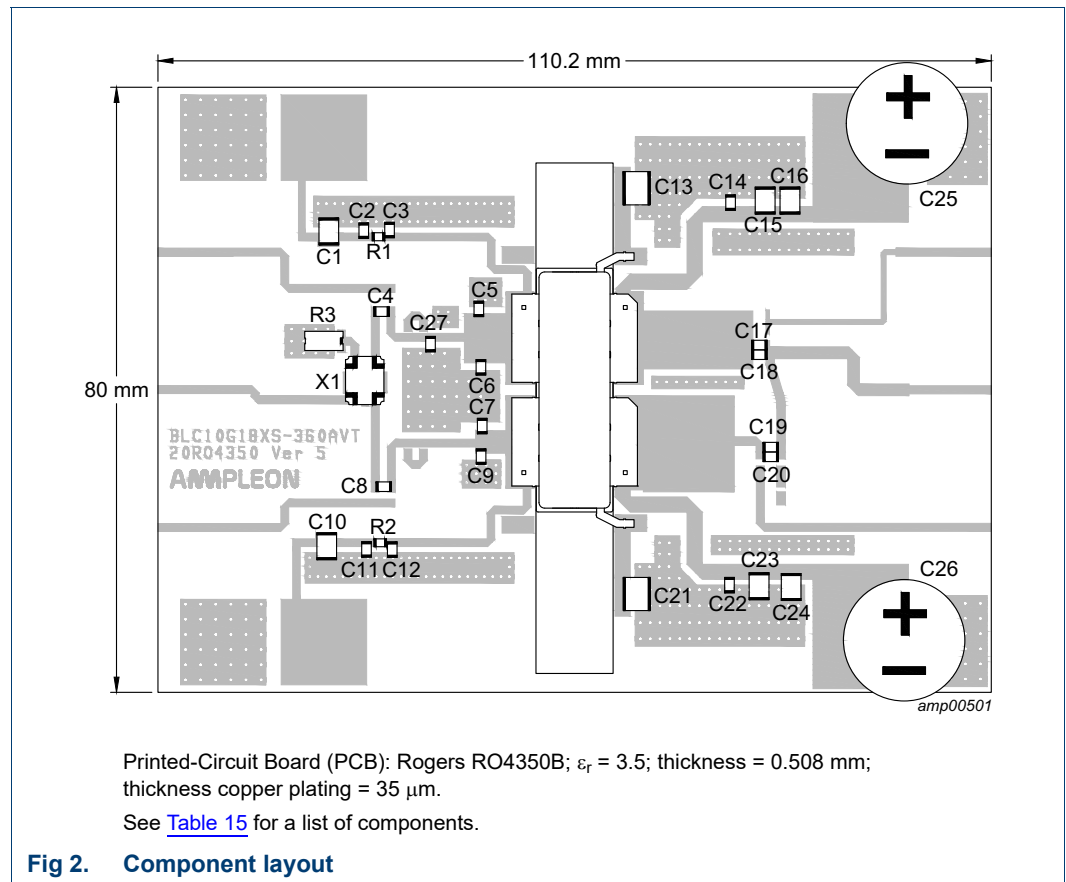 110.2 mm
80 mm
C25
C13
C14
C16
C15
C2
C3
C1
R1
C5
C4
R3
C27
C17
C18
X1
C6
C7
C19
BLC10G18XS-360AVT
20RO4350 Ver 5
AMPLEON
C9
C20
C8
C10
R2
C11
C12
C23
C26
C21
C22
C24
amp00501
Printed-Circuit Board (PCB): Rogers RO4350B; εr = 3.5; thickness = 0.508 mm;
thickness copper plating = 35 μm.
See Table 15 for a list of components.
Fig 2. Component layout